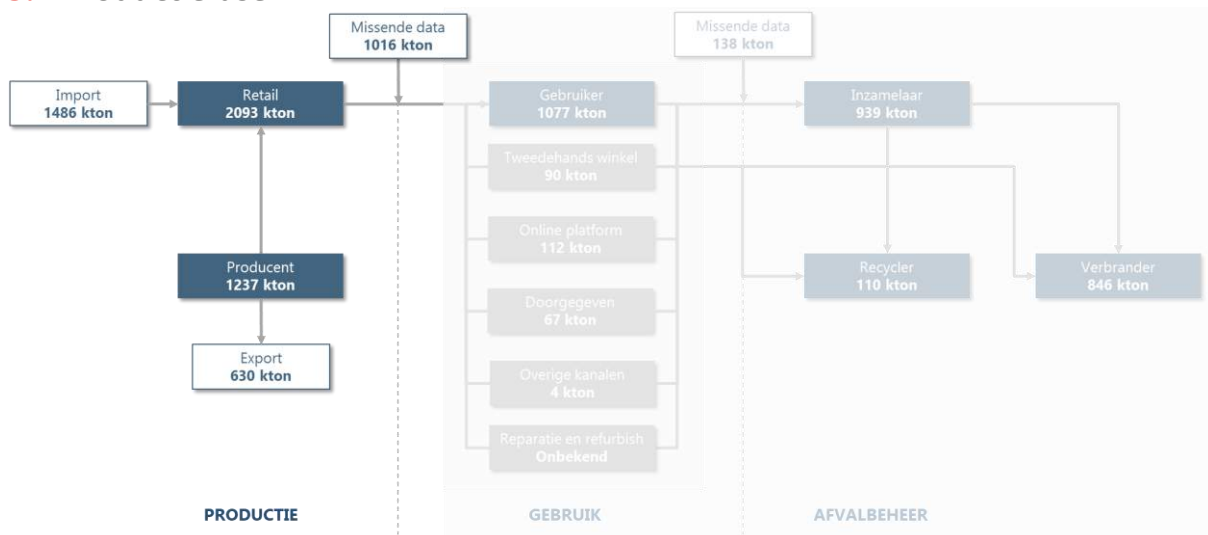 Missende data
1016 kton
Missende data
138 kton
Import
1486 kton
Retail
2093 kton
Gebruiker
1077 kton
Inzamelaar
939 kton
Tweedehands winkel
90 kton
Online platform
112 kton
Producent
1237 kton
Recycler
110 kton
Verbrander
846 kton
Doorgegeven
67 kton
Export
630 kton
Overige kanalen
4 kton
Reparatie en refurbish
Onbekend
PRODUCTIE
GEBRUIK
AFVALBEHEER